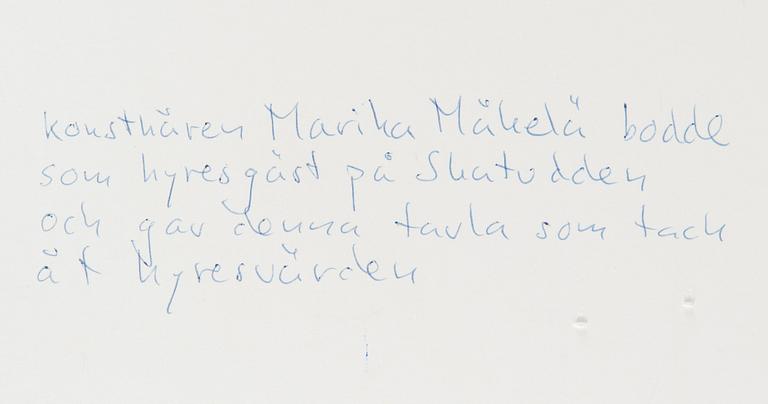 konstnären Marika Mäkelä bodde
som hyresgäst på Skatudden
och gav denna tavla som tack
åt hyresvärden